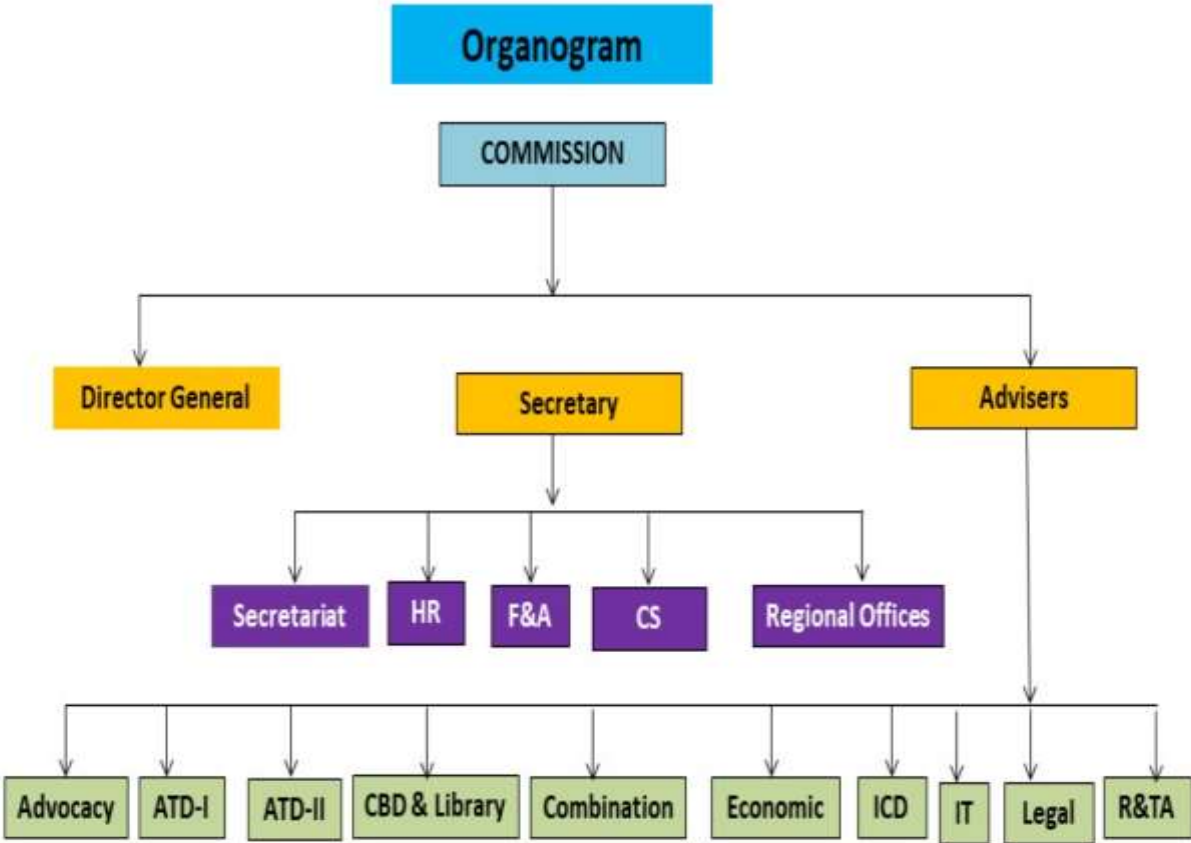 Organogram
COMMISSION
Director General
Secretary
Advisers
Secretariat
HR
F&A
CS
Regional Offices
Advocacy
ATD-I
ATD-II
CBD & Library
Combination
Economic
ICD
IT
Legal
R&TA